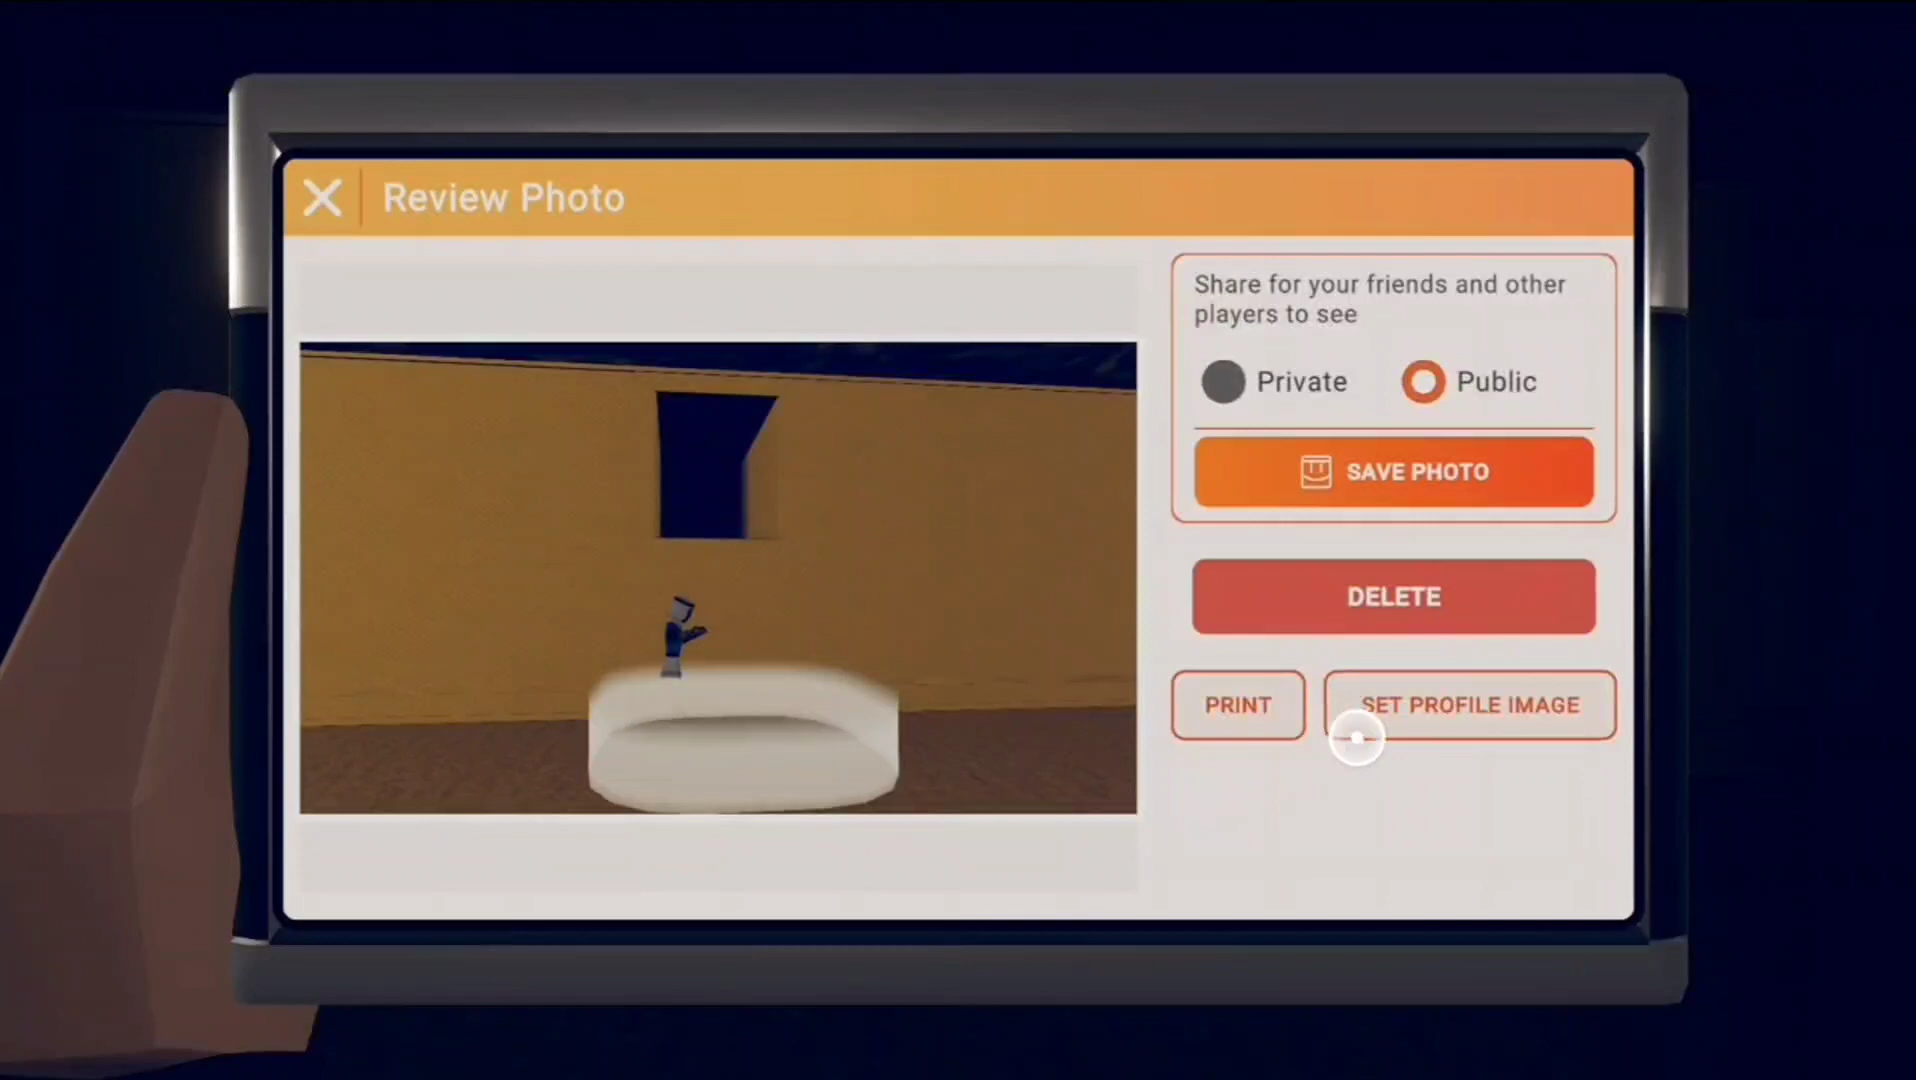 Review Photo
Share for your friends and other
players to see
Private
Public
SAVE PHOTO
DELETE
PRINT
SET PROFILE IMAGE